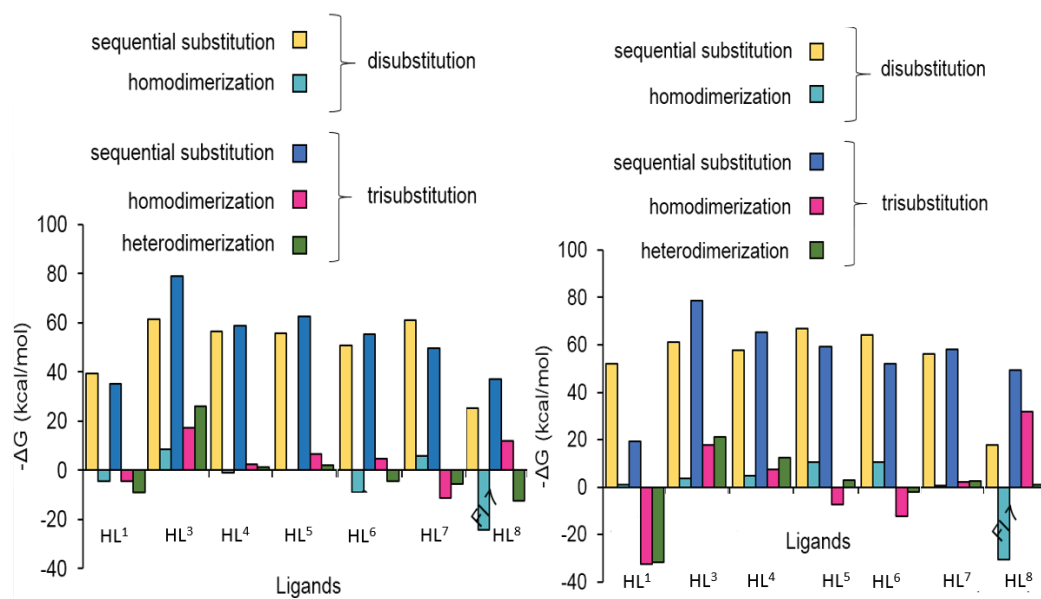 sequential substitution
homodimerization
disubstitution
sequential substitution
homodimerization
heterodimerization
trisubstitution
-ΔG (kcal/mol)
100
80
60
40
20
0
-20
-40
HL¹ HL³ HL⁴ HL⁵ HL⁶ HL⁷ HL⁸
Ligands
sequential substitution
homodimerization
disubstitution
sequential substitution
homodimerization
heterodimerization
trisubstitution
-ΔG (kcal/mol)
100
80
60
40
20
0
-20
-40
Ligands
HL¹ HL³ HL⁴ HL⁵ HL⁶ HL⁷ HL⁸